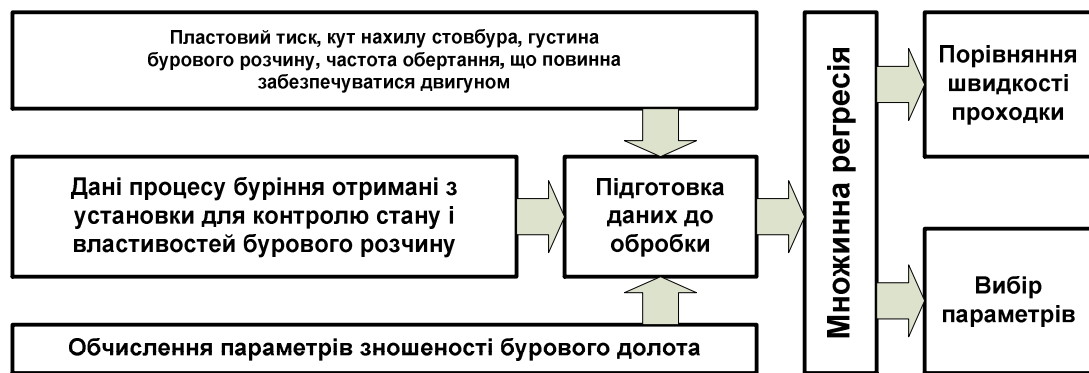 Пластовий тиск, кут нахилу стовбура, густина
бурового розчину, частота обертання, що повинна
забезпечуватися двигуном
Дані процесу буріння отримані з
установки для контролю стану і
властивостей бурового розчину
Обчислення параметрів зношеності бурового долота
Підготовка
даних до
обробки
Множинна регресія
Порівняння
швидкості
проходки
Вибір
параметрів